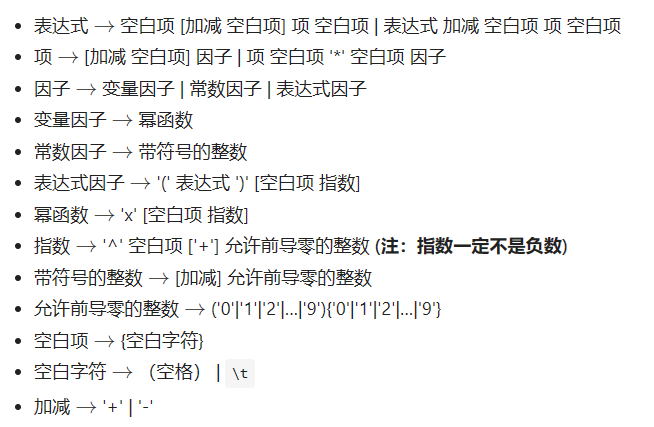 • 表达式 → 空白项 [加减 空白项] 项 空白项 | 表达式 加减 空白项 项 空白项
• 项 → [加减 空白项] 因子 | 项 空白项 '*' 空白项 因子
• 因子 → 变量因子 | 常数因子 | 表达式因子
• 变量因子 → 幂函数
• 常数因子 → 带符号的整数
• 表达式因子 → '(' 表达式 ')' [空白项 指数]
• 幂函数 → 'x' [空白项 指数]
• 指数 → '^' 空白项 ['+'] 允许前导零的整数 (注：指数一定不是负数)
• 带符号的整数 → [加减] 允许前导零的整数
• 允许前导零的整数 → ('0'|'1'|'2'|…|'9'){'0'|'1'|'2'|…|'9'}
• 空白项 → {空白字符}
• 空白字符 → （空格） | \t
• 加减 → '+' | '-'